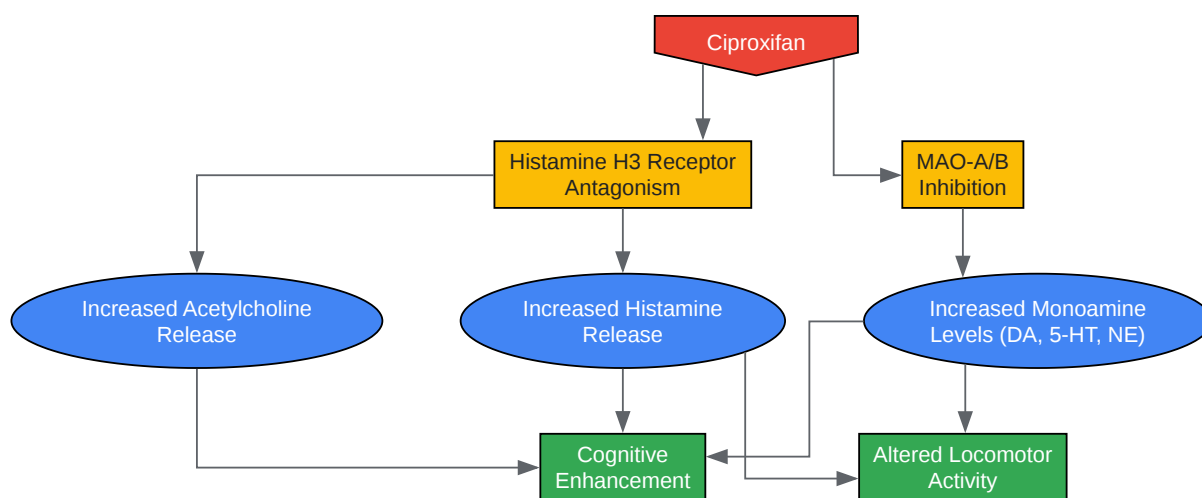 Ciproxifan
Histamine H3 Receptor
Antagonism
MAO-A/B
Inhibition
Increased Acetylcholine
Release
Increased Histamine
Release
Increased Monoamine
Levels (DA, 5-HT, NE)
Cognitive
Enhancement
Altered Locomotor
Activity